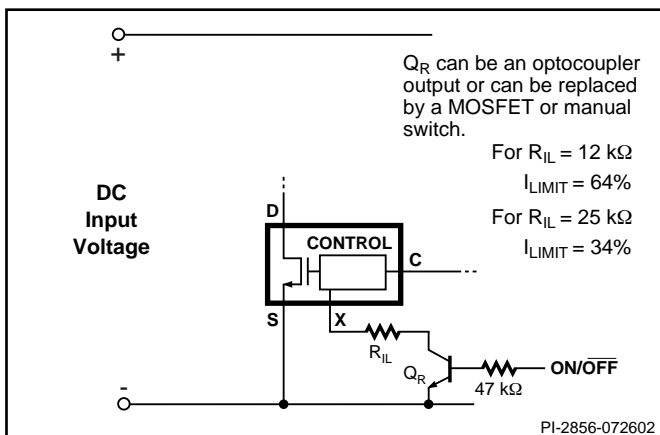 +
Q_R can be an optocoupler
output or can be replaced
by a MOSFET or manual
switch.
For R_IL = 12 kΩ
I_LIMIT = 64%
For R_IL = 25 kΩ
I_LIMIT = 34%
DC
Input
Voltage
D
CONTROL
C
S
X
R_IL
Q_R
47 kΩ
ON/O̅F̅F̅
-
PI-2856-072602